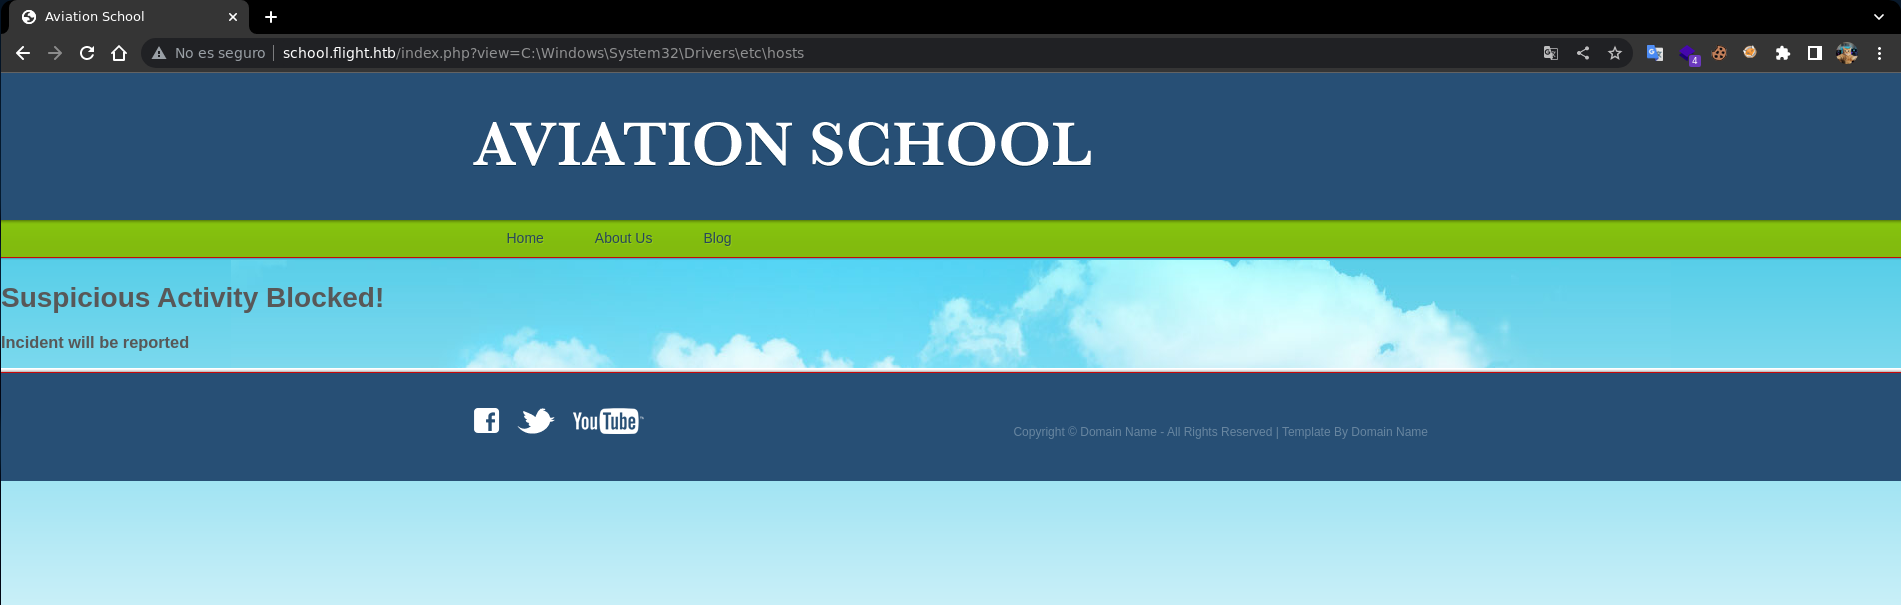 Aviation School
No es seguro school.flight.htb/index.php?view=C:\Windows\System32\Drivers\etc\hosts
4
AVIATION SCHOOL
Home About Us Blog
Suspicious Activity Blocked!
Incident will be reported
YouTube
Copyright © Domain Name - All Rights Reserved | Template By Domain Name